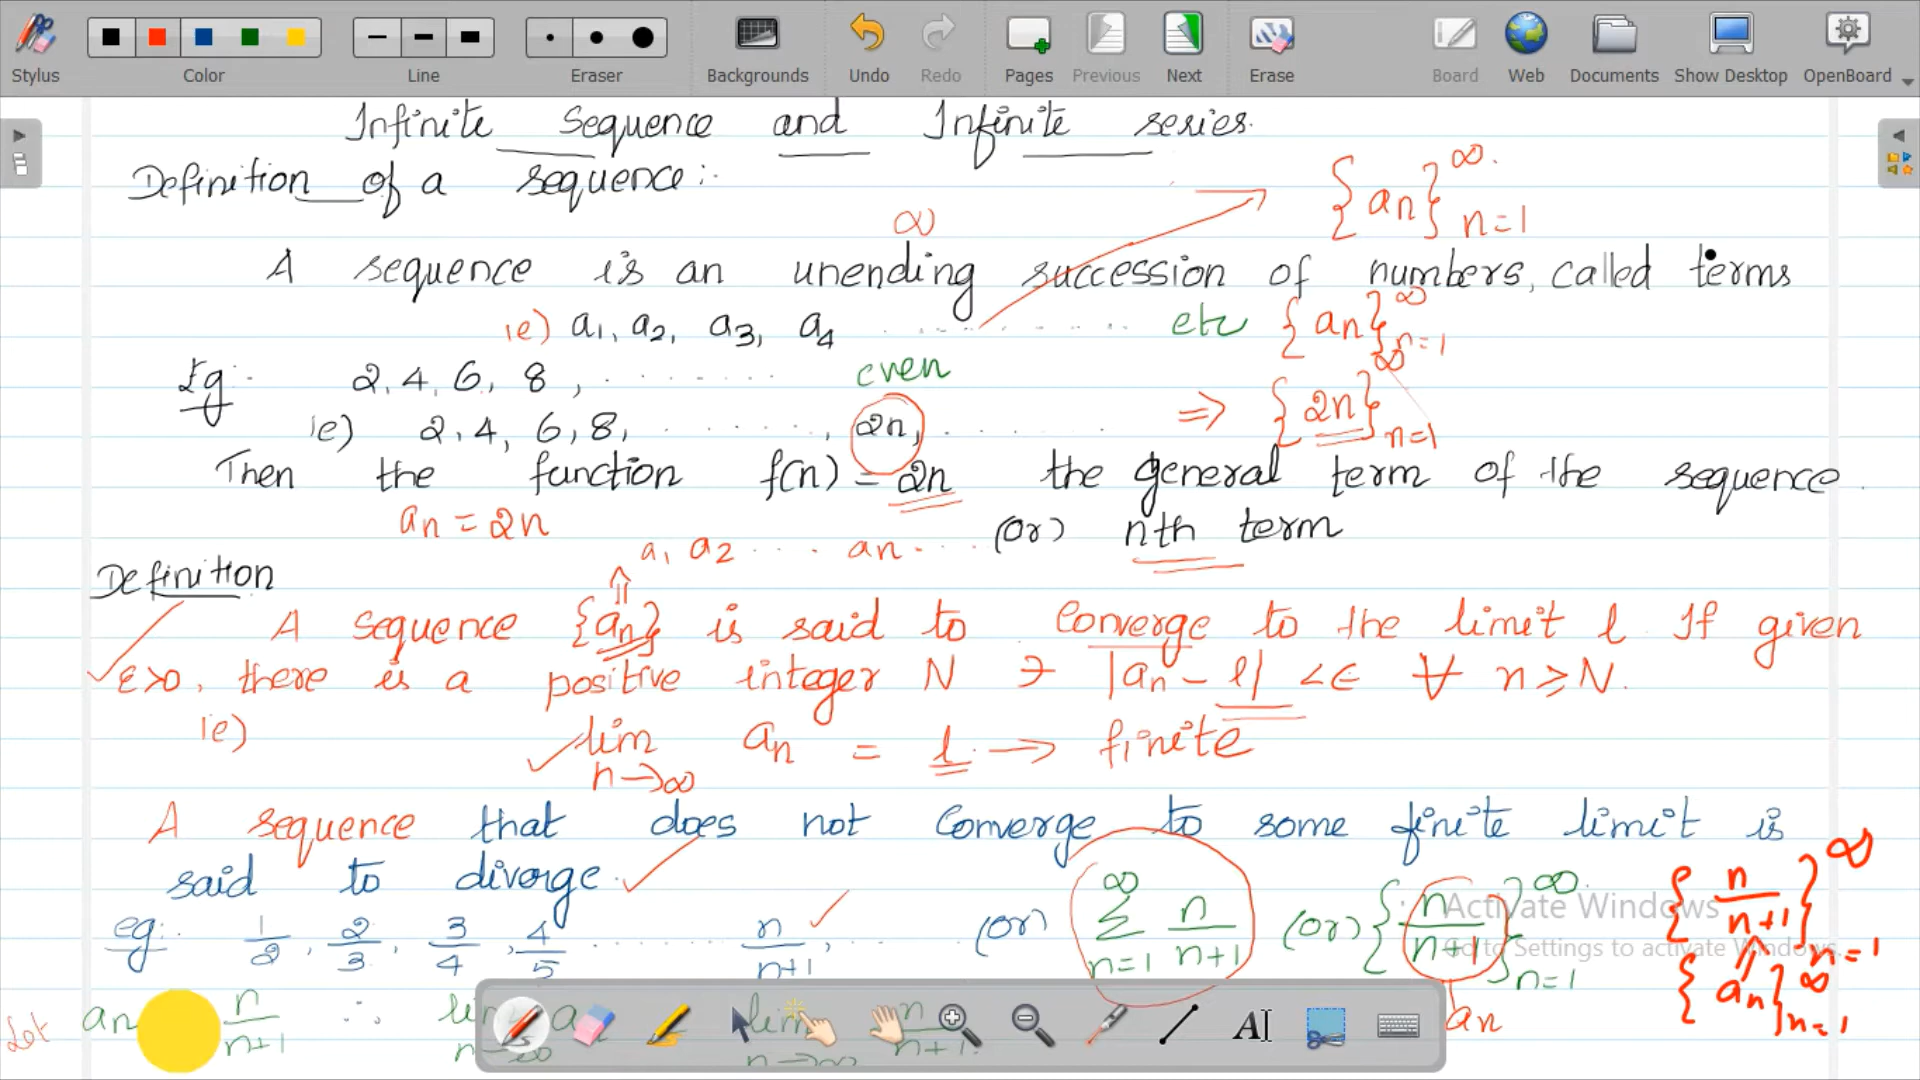 Stylus Color Line Eraser Backgrounds Undo Redo Pages Previous Next Erase Board Web Documents Show Desktop OpenBoard
Infinite Sequence and Infinite series.
Definition of a sequence:-
{an}∞ n=1
∞
A sequence is an unending succession of numbers, called terms
ie) a1, a2, a3, a4 ........... etc {an}∞ n=1
Eg:- 2, 4, 6, 8, ....... even
ie) 2, 4, 6, 8, ......, 2n, ....... ⇒ {2n}∞ n=1
Then the function f(n) = 2n the general term of the sequence.
an = 2n (or) nth term
a1 a2 .... an ....
Definition
A sequence {an} is said to converge to the limit l If given
ε>0, there is a positive integer N ∋ |an - l| <ϵ ∀ n ≥ N.
ie) lim n→∞ an = l → finite
A sequence that does not converge to some finite limit is
said to diverge.
eg:- 1/2, 2/3, 3/4, 4/5 ........ n/n+1, ...... (or) ∞ Σ n=1 n/n+1 (or) {n/n+1}∞ n=1 {n/n+1}∞ n=1
Activate Windows
Go to Settings to activate Windows.
{an}∞ n=1
Let an n/n+1 ∴ lim n→∞ a lim n→∞ n/n+1. an